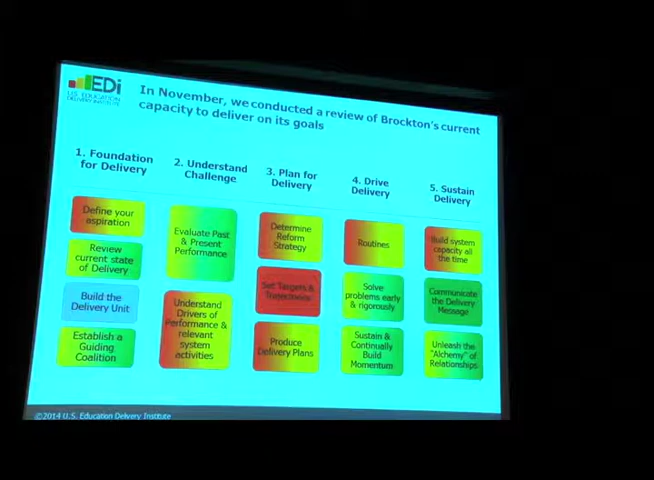 EDi
U.S. EDUCATION
DELIVERY INSTITUTE
In November, we conducted a review of Brockton's current
capacity to deliver on its goals
1. Foundation
for Delivery
2. Understand
Challenge
3. Plan for
Delivery
4. Drive
Delivery
5. Sustain
Delivery
Define your
aspiration
Review
current state
of Delivery
Build the
Delivery Unit
Establish a
Guiding
Coalition
Evaluate Past
& Present
Performance
Understand
Drivers of
Performance &
relevant
system
activities
Determine
Reform
Strategy
Set Targets &
Trajectories
Produce
Delivery Plans
Routines
Solve
problems early
& rigorously
Sustain &
Continually
Build
Momentum
Build system
capacity all
the time
Communicate
the Delivery
Message
Unleash the
"Alchemy" of
Relationships
©2014 U.S. Education Delivery Institute